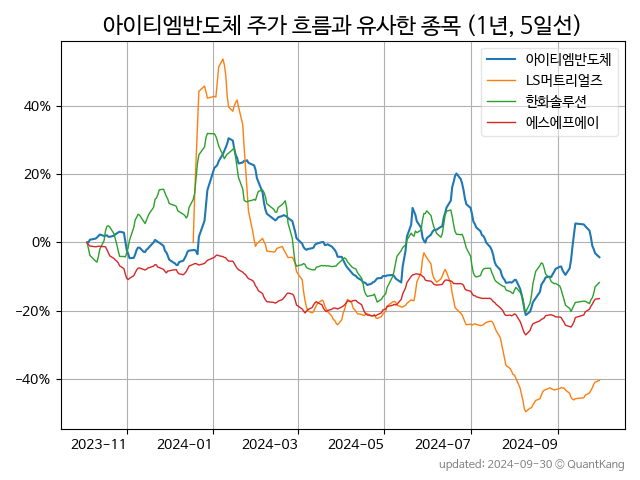 아이티엠반도체 주가 흐름과 유사한 종목 (1년, 5일선)
아이티엠반도체
LS머트리얼즈
한화솔루션
에스에프에이
40%
20%
0%
−20%
−40%
2023-11
2024-01
2024-03
2024-05
2024-07
2024-09
updated: 2024-09-30 © QuantKang